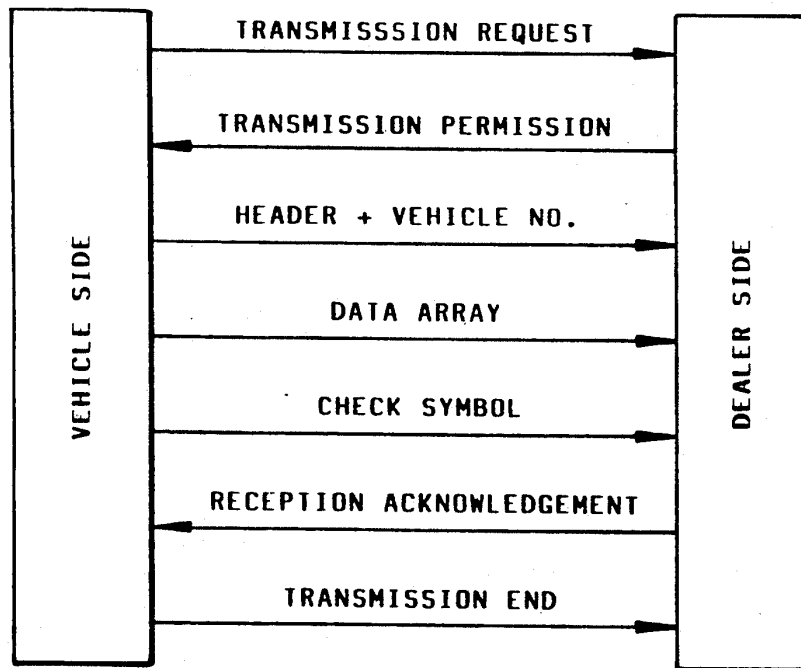 TRANSMISSSION REQUEST
TRANSMISSION PERMISSION
HEADER + VEHICLE NO.
DATA ARRAY
CHECK SYMBOL
RECEPTION ACKNOWLEDGEMENT
TRANSMISSION END
VEHICLE SIDE
DEALER SIDE